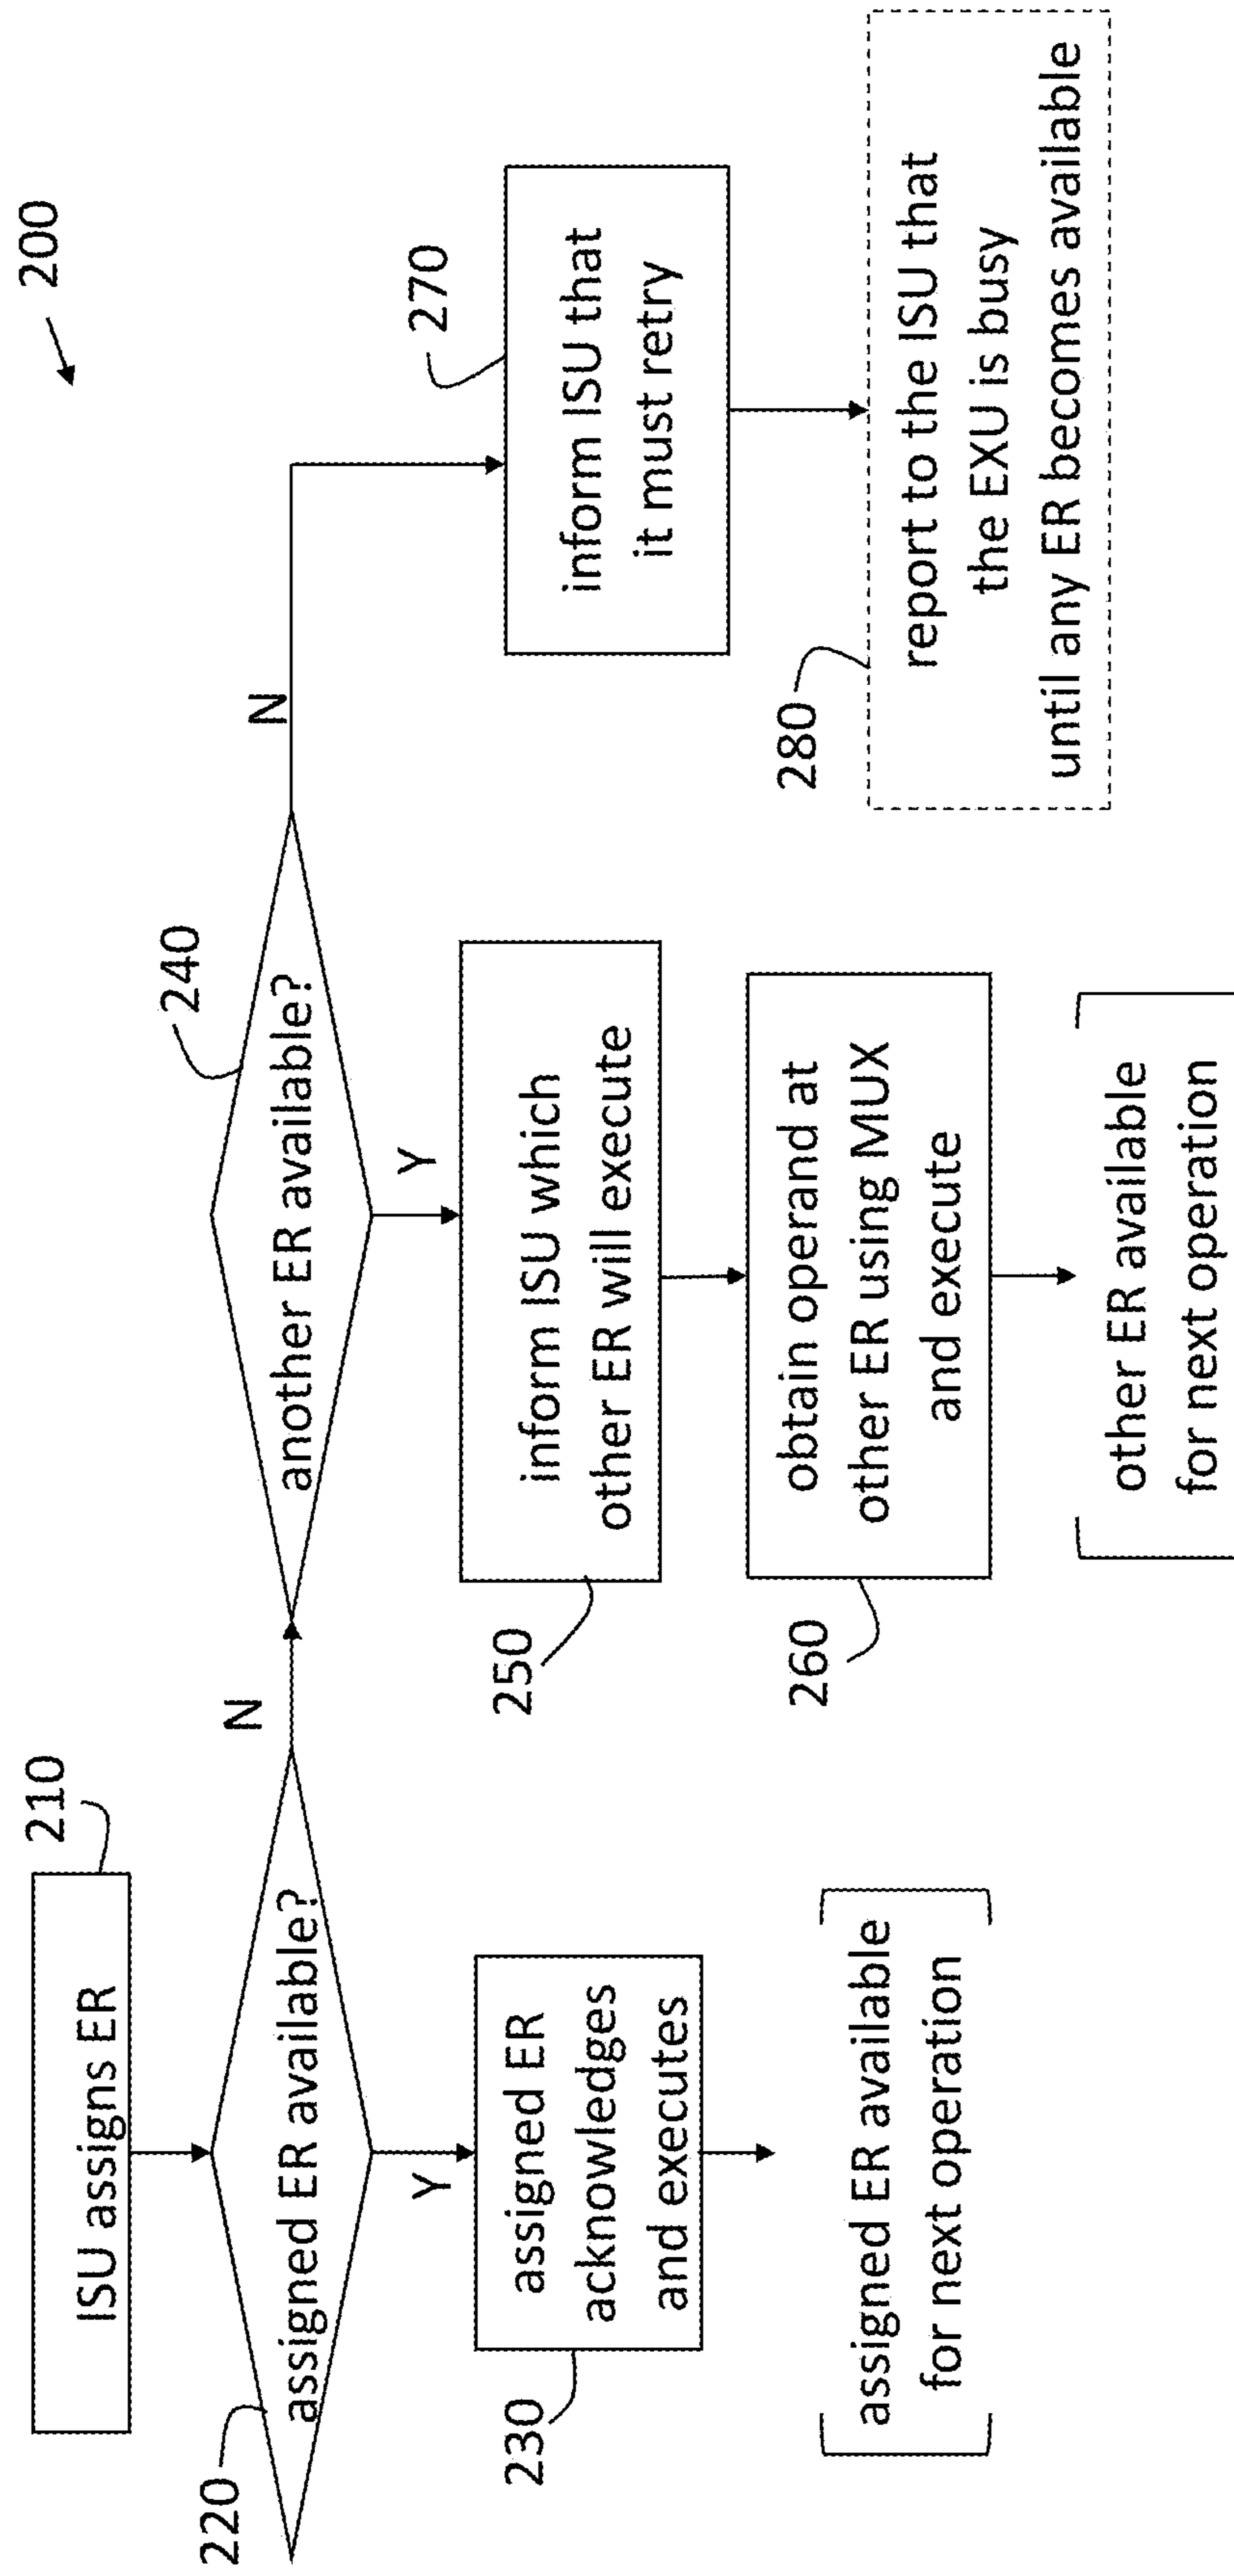 200
210
ISU assigns ER
220
assigned ER available?
N
240
another ER available?
N
Y
230
assigned ER
acknowledges
and executes
assigned ER available
for next operation
Y
250
inform ISU which
other ER will execute
260
obtain operand at
other ER using MUX
and execute
other ER available
for next operation
270
inform ISU that
it must retry
280
report to the ISU that
the EXU is busy
until any ER becomes available